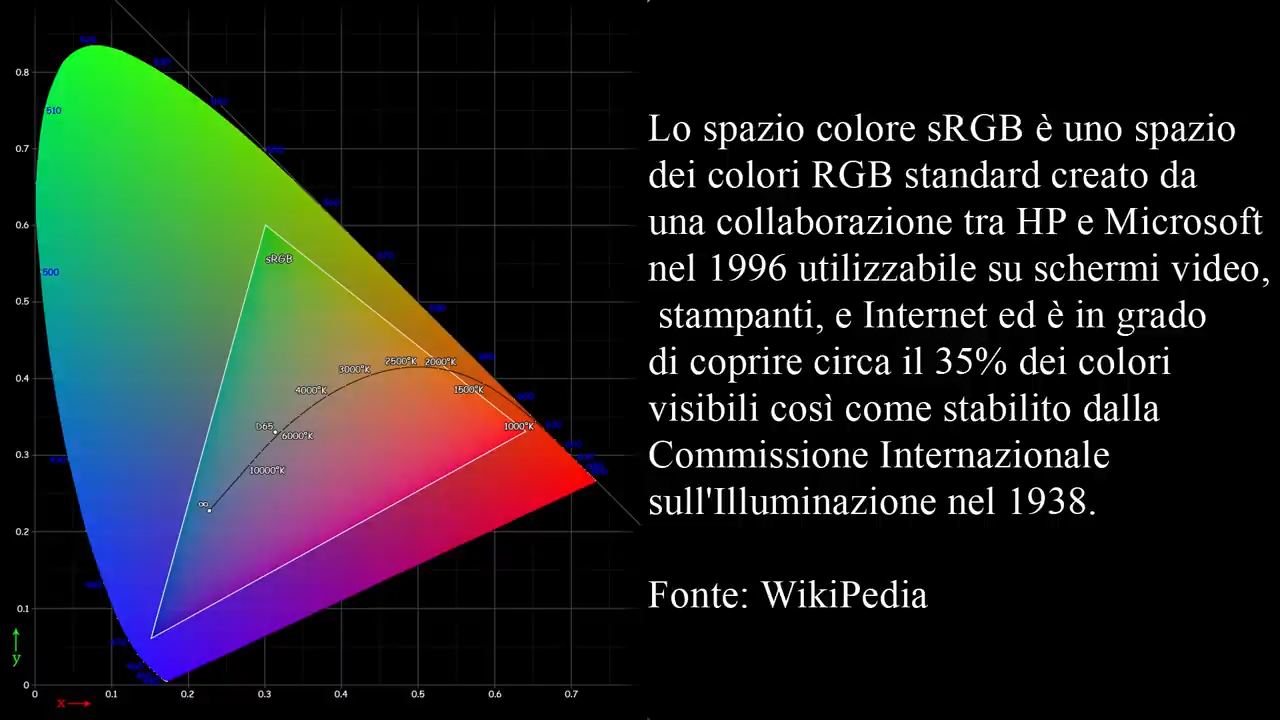 Lo spazio colore sRGB è uno spazio
dei colori RGB standard creato da
una collaborazione tra HP e Microsoft
nel 1996 utilizzabile su schermi video,
stampanti, e Internet ed è in grado
di coprire circa il 35% dei colori
visibili così come stabilito dalla
Commissione Internazionale
sull'Illuminazione nel 1938.
Fonte: WikiPedia
510
500
sRGB
2500°K
2000°K
3000°K
1500°K
4000°K
1000°K
D65
6000°K
10000°K
∞
0.8
0.7
0.6
0.5
0.4
0.3
0.2
0.1
0
y
0
0.1
0.2
0.3
0.4
0.5
0.6
0.7
x